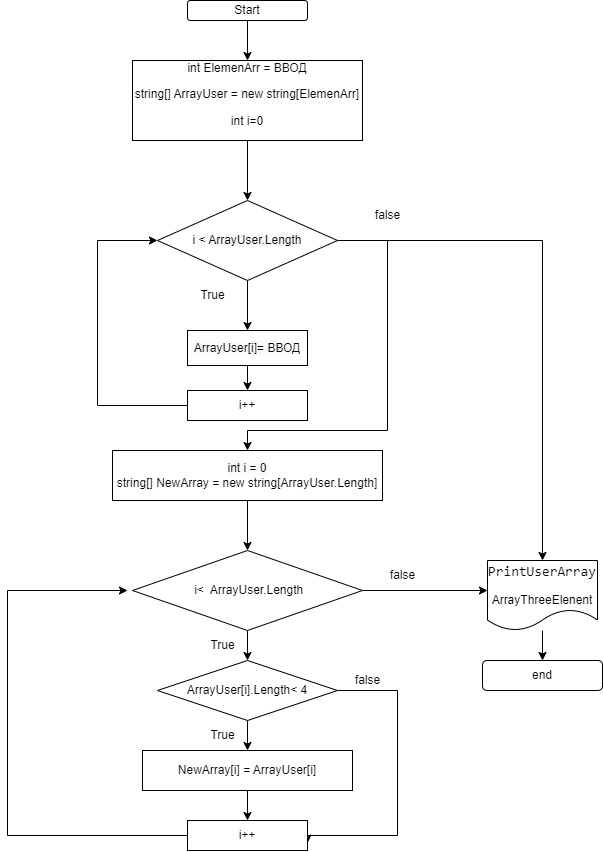 Start
int ElemenArr = ВВОД
string[] ArrayUser = new string[ElemenArr]
int i=0
false
i < ArrayUser.Length
True
ArrayUser[i]= ВВОД
i++
int i = 0
string[] NewArray = new string[ArrayUser.Length]
false
i<  ArrayUser.Length
PrintUserArray
ArrayThreeElenent
True
end
false
ArrayUser[i].Length< 4
True
NewArray[i] = ArrayUser[i]
i++